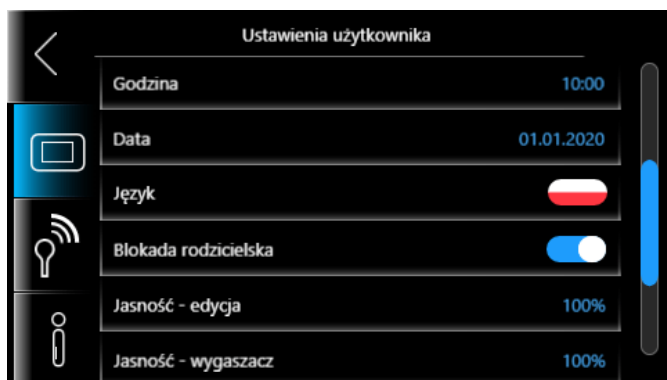 Ustawienia użytkownika
Godzina 10:00
Data 01.01.2020
Język
Blokada rodzicielska
Jasność - edycja 100%
Jasność - wygaszacz 100%